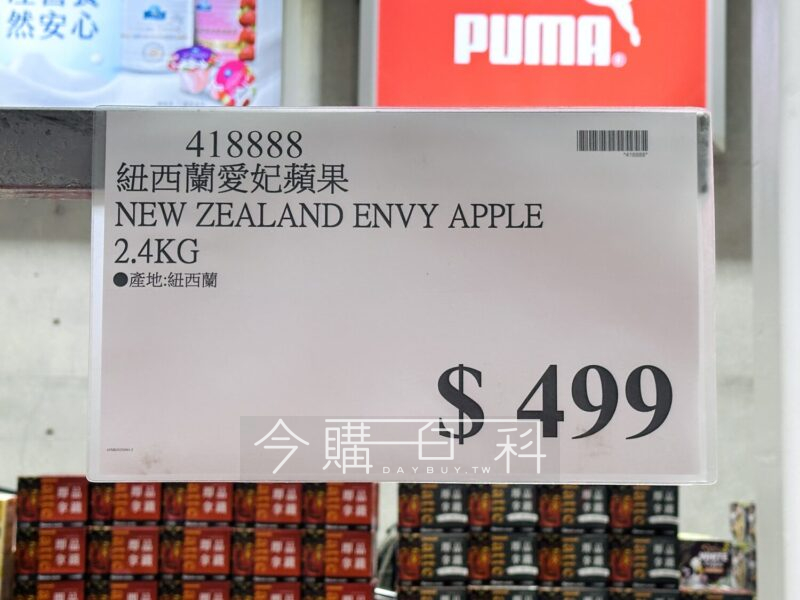 然安心
PUMA
418888
紐西蘭愛妃蘋果
NEW ZEALAND ENVY APPLE
2.4KG
●產地:紐西蘭
*418888*
$ 499
今購百科
DAYBUY.TW